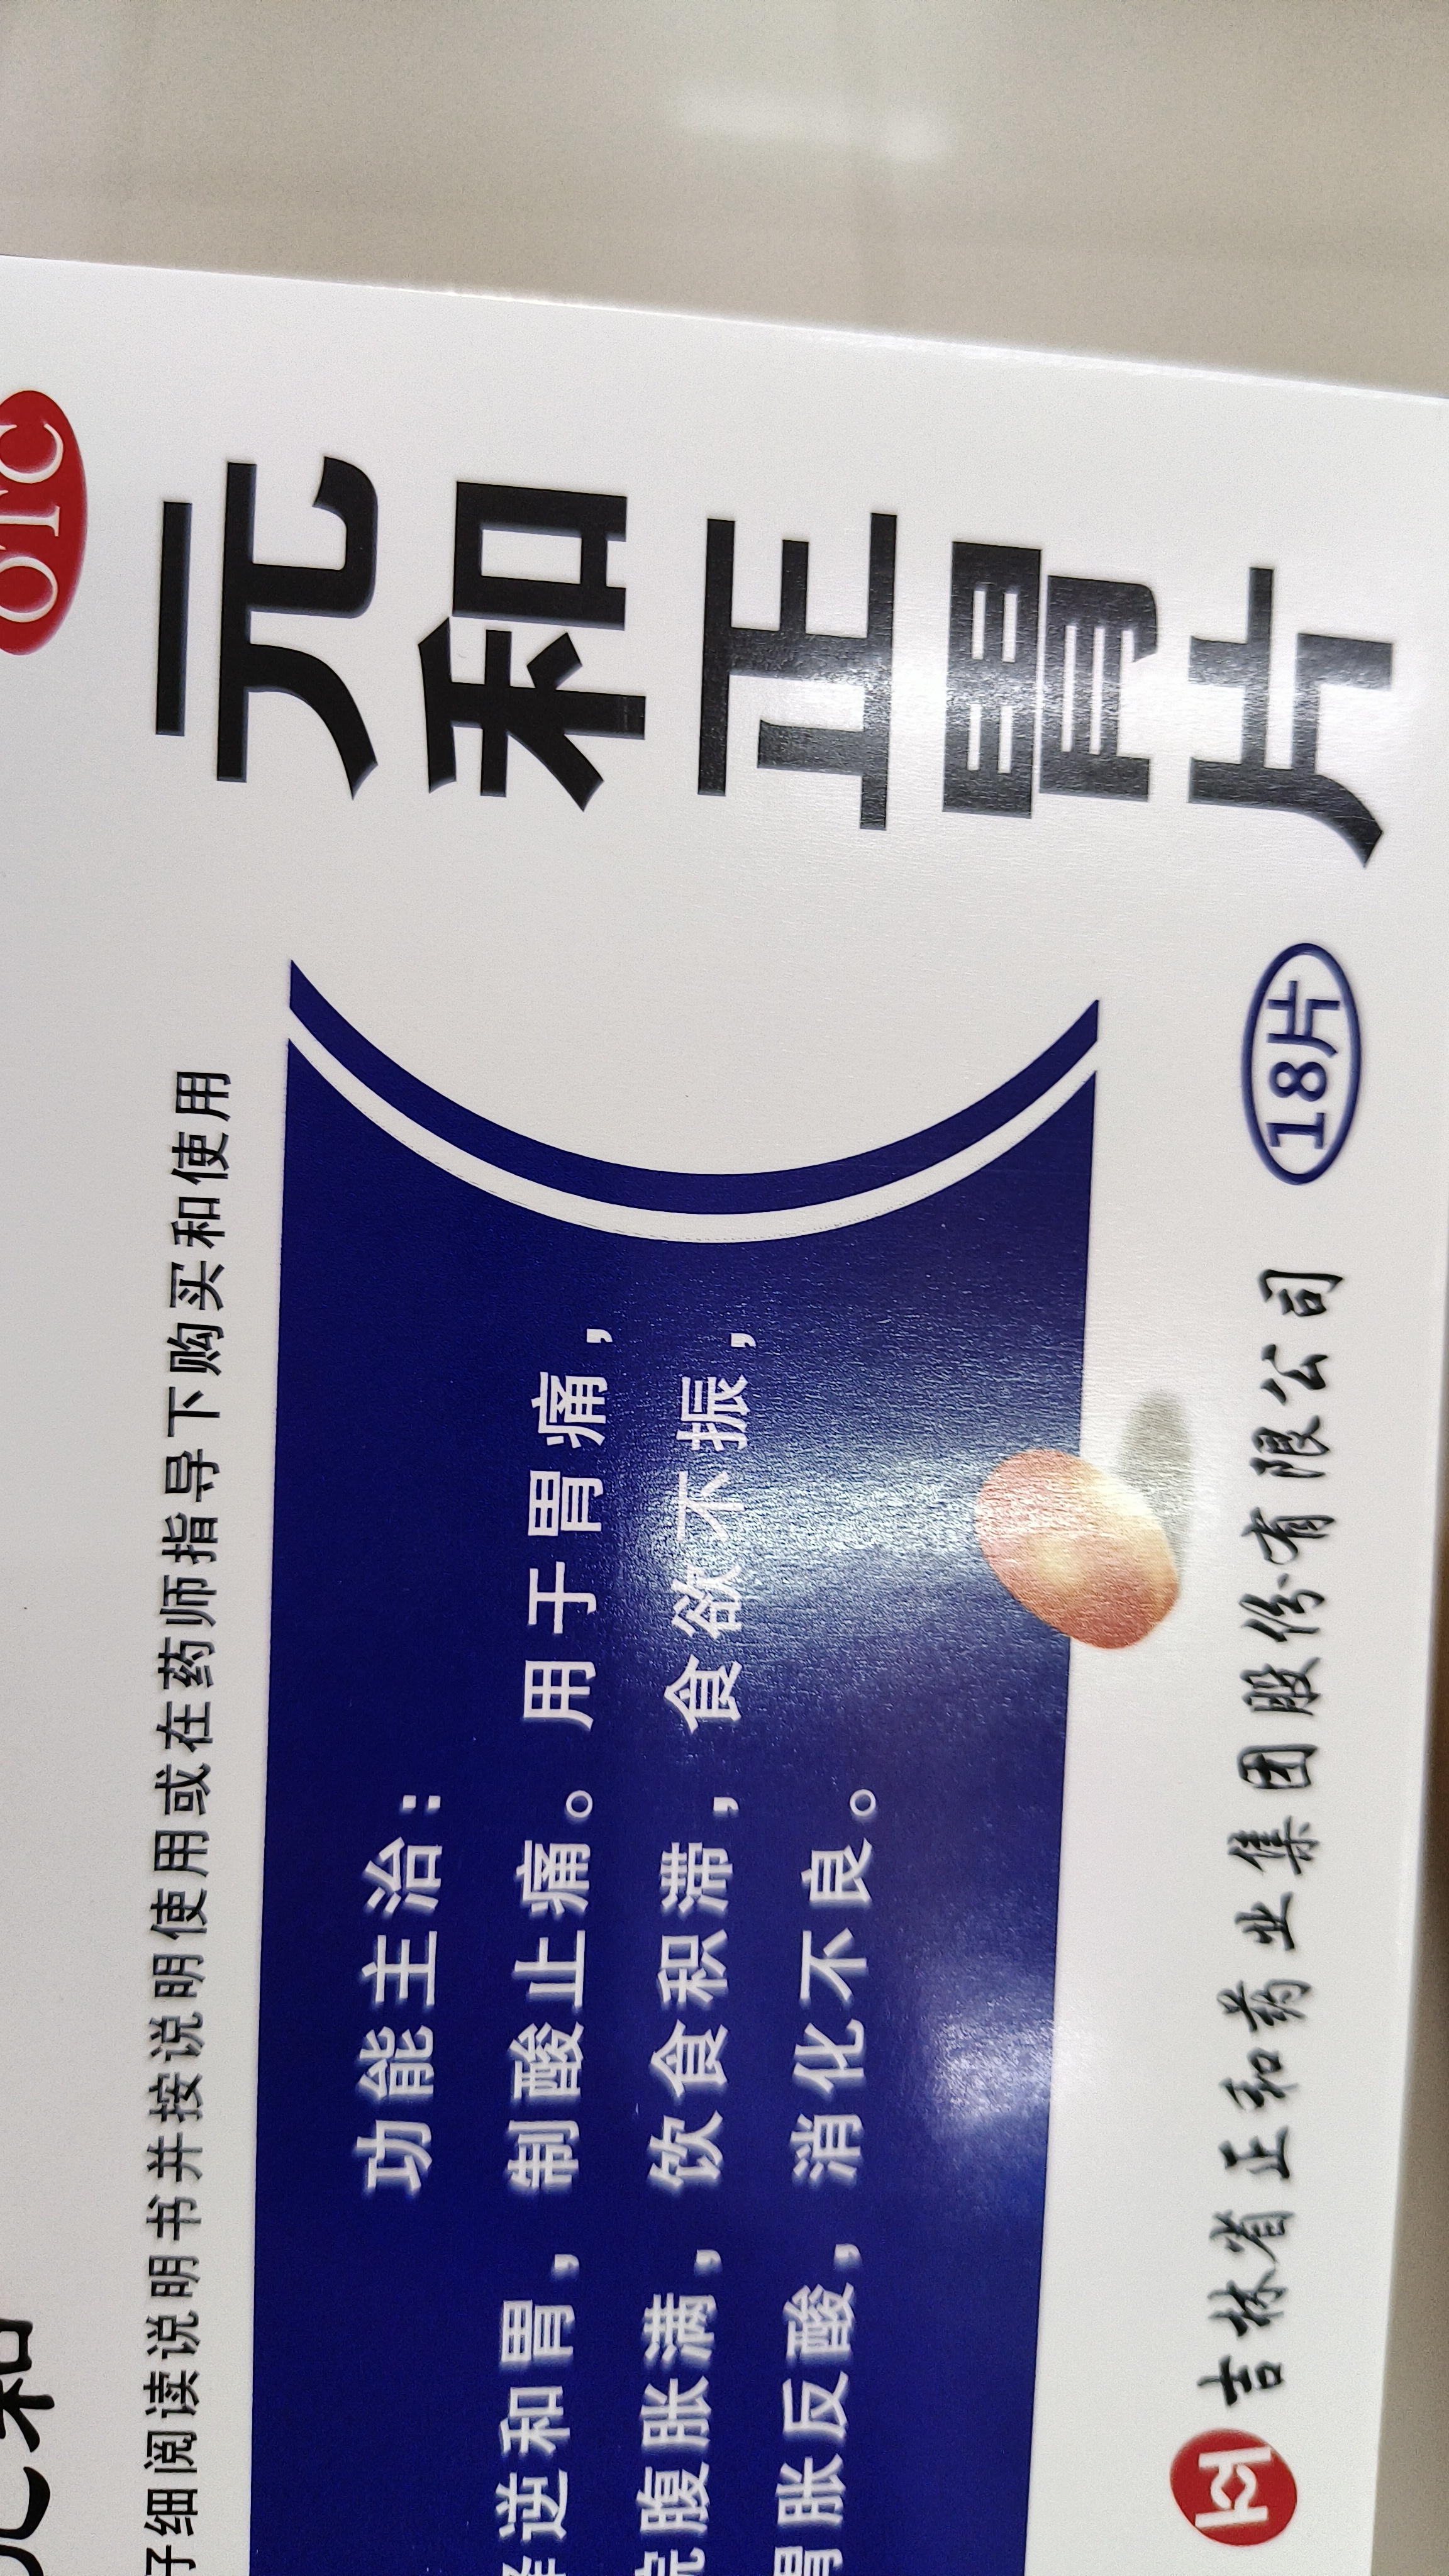 OTC
元和正胃片
元和
仔细阅读说明书并按说明使用或在药师指导下购买和使用
功能主治：
逆和胃，制酸止痛。用于胃痛，
腹胀满，饮食积滞，食欲不振，
胃胀反酸，消化不良。
18片
吉林省正和药业集团股份有限公司